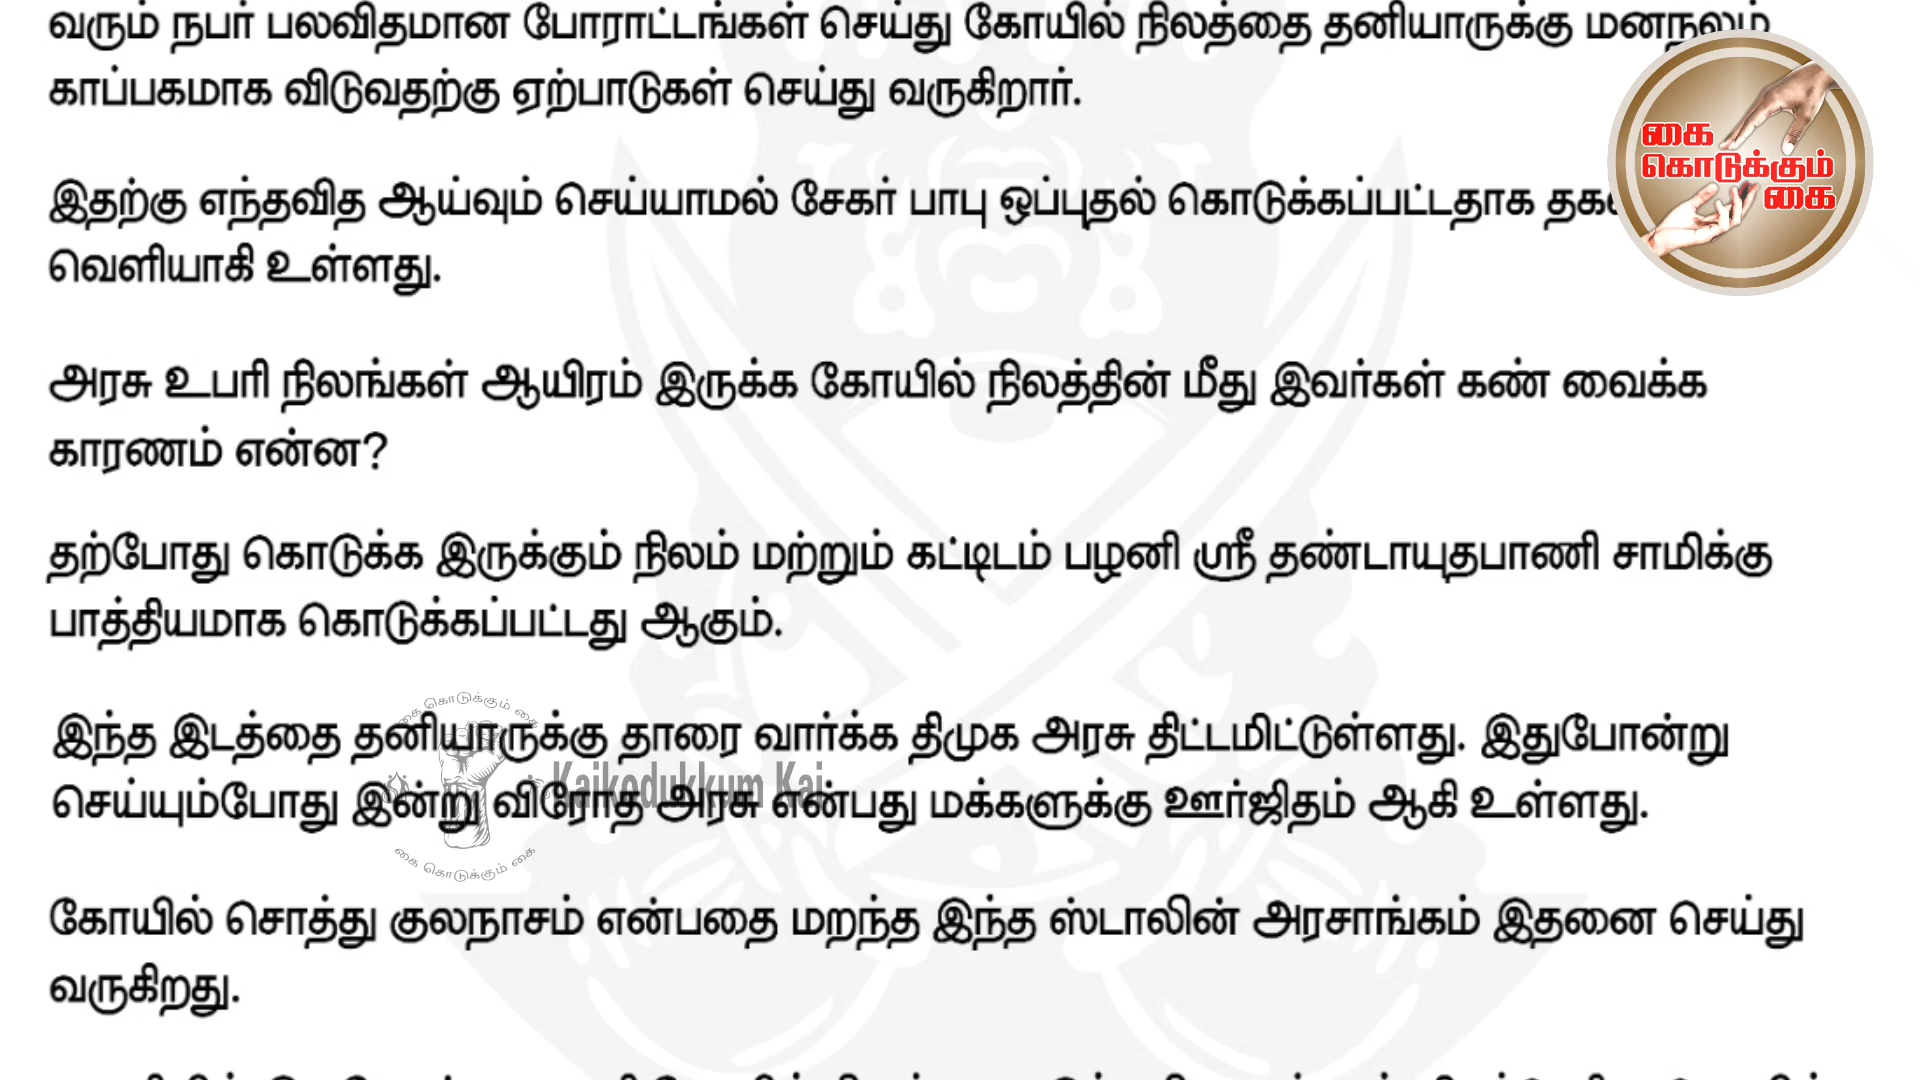 வரும் நபர் பலவிதமான போராட்டங்கள் செய்து கோயில் நிலத்தை தனியாருக்கு மனநலம்
காப்பகமாக விடுவதற்கு ஏற்பாடுகள் செய்து வருகிறார்.
கை
கொடுக்கும்
கை
இதற்கு எந்தவித ஆய்வும் செய்யாமல் சேகர் பாபு ஒப்புதல் கொடுக்கப்பட்டதாக
வெளியாகி உள்ளது.
அரசு உபரி நிலங்கள் ஆயிரம் இருக்க கோயில் நிலத்தின் மீது இவர்கள் கண் வைக்க
காரணம் என்ன?
தற்போது கொடுக்க இருக்கும் நிலம் மற்றும் கட்டிடம் பழனி ஸ்ரீ தண்டாயுதபாணி சாமிக்கு
பாத்தியமாக கொடுக்கப்பட்டது ஆகும்.
கை கொடுக்கும் கை
இந்த இடத்தை தனியாருக்கு தாரை வார்க்க திமுக அரசு திட்டமிட்டுள்ளது. இதுபோன்று
Kaikodukkum Kai
செய்யும்போது இன்று விரோத அரசு என்பது மக்களுக்கு ஊர்ஜிதம் ஆகி உள்ளது.
கை கொடுக்கும் கை
கோயில் சொத்து குலநாசம் என்பதை மறந்த இந்த ஸ்டாலின் அரசாங்கம் இதனை செய்து
வருகிறது.